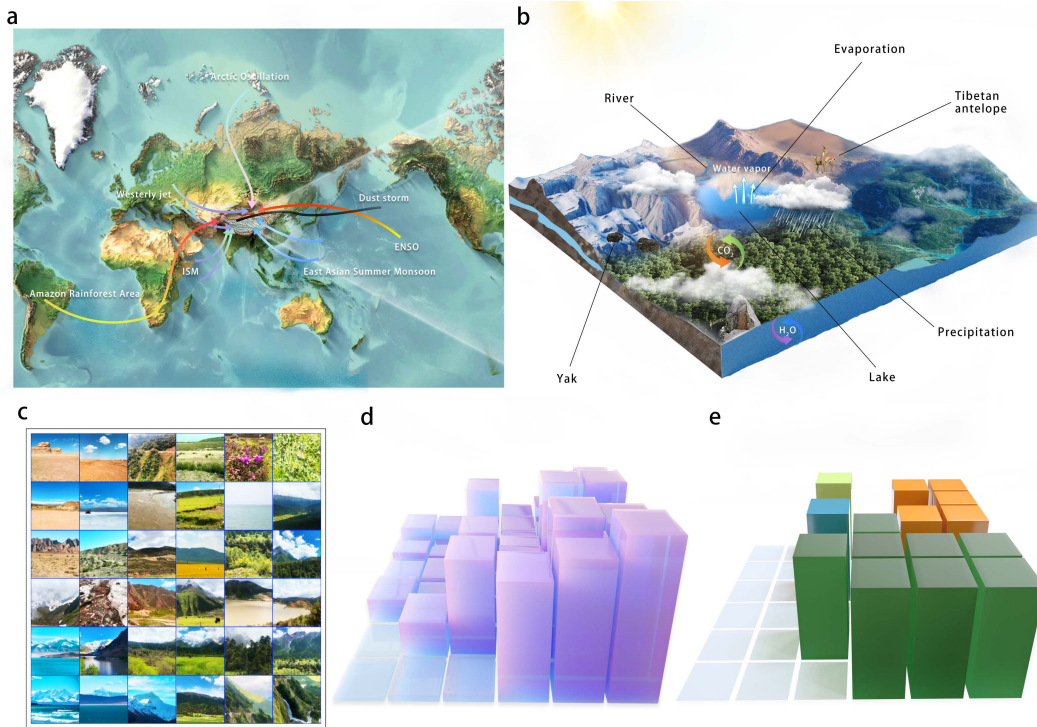 a
Arctic Oscillation
Westerly jet
Dust storm
ENSO
ISM
East Asian Summer Monsoon
Amazon Rainforest Area
b
Evaporation
River
Tibetan
antelope
Water vapor
CO₂
H₂O
Precipitation
Yak
Lake
c
d
e